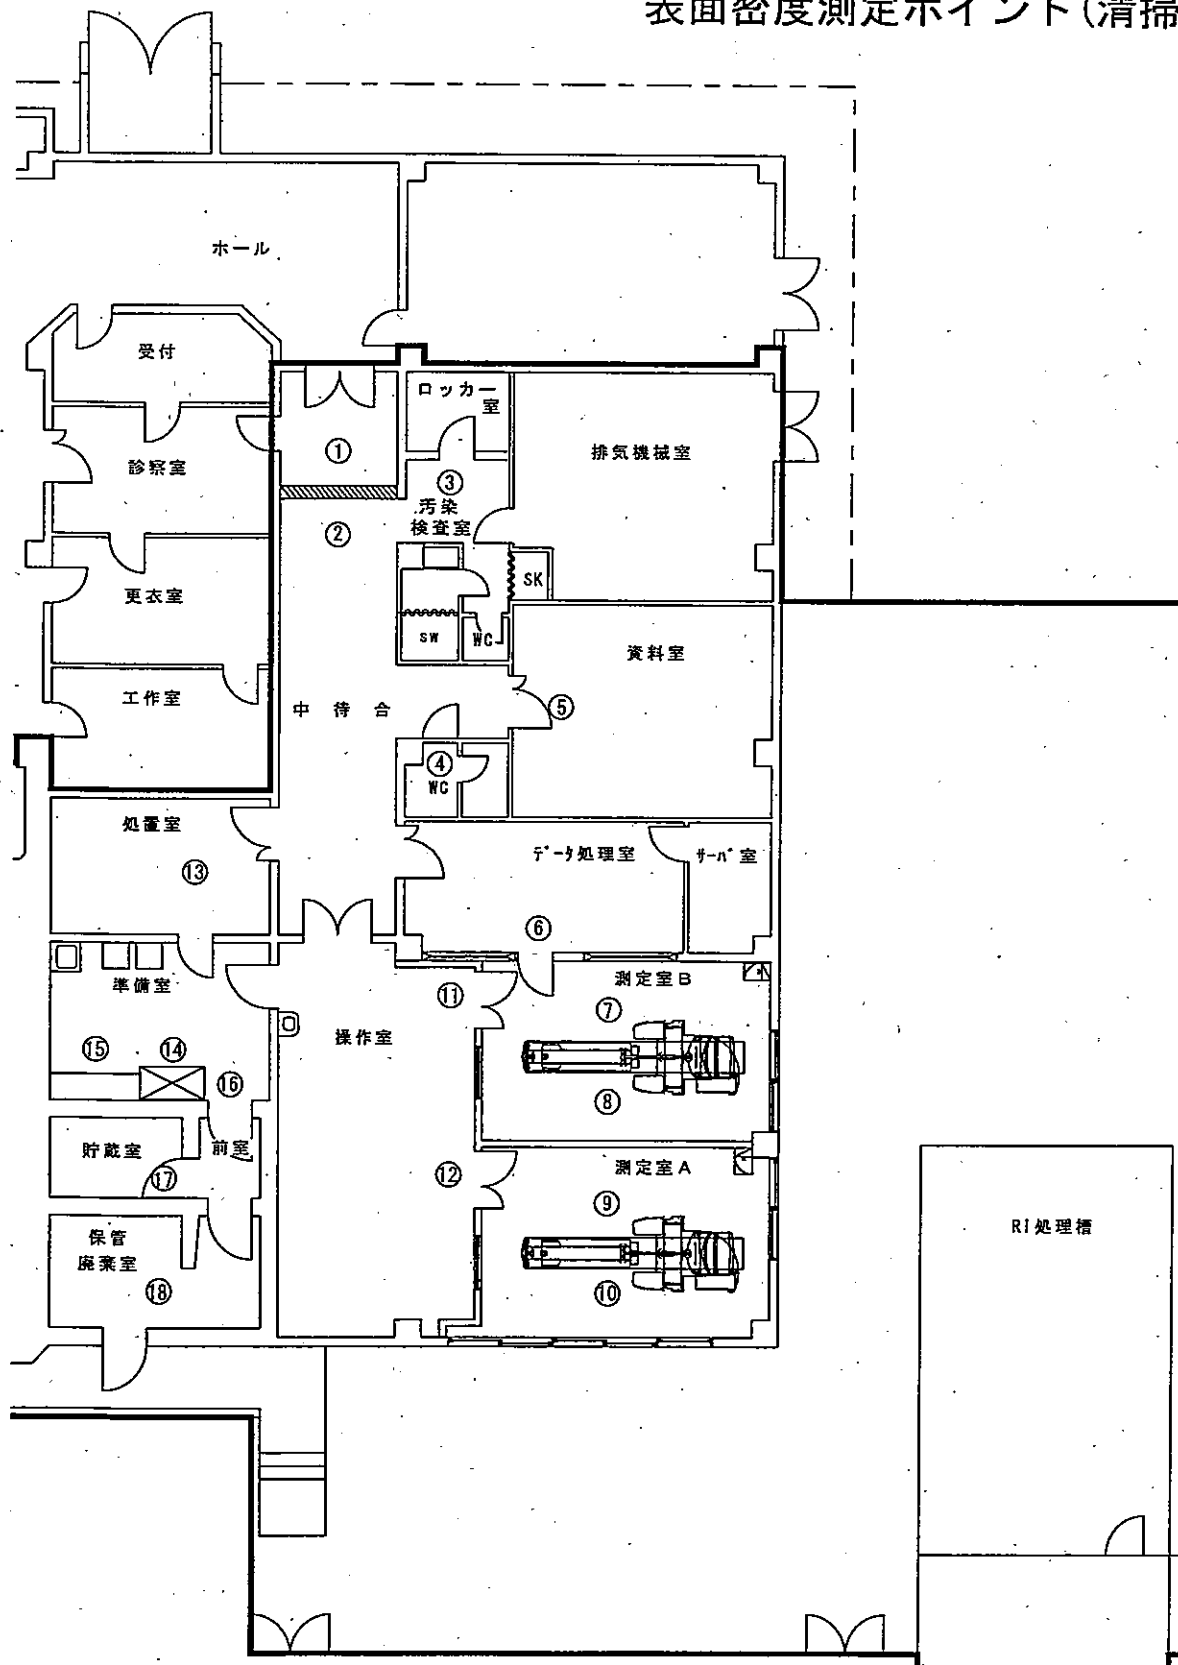 表面密度測定ポイント(清掃
ホール
受付
ロッカー
室
排気機械室
①
診察室
③
汚染
検査室
②
SK
更衣室
SW
WC
資料室
工作室
中 待 合
⑤
④
WC
処置室
データ処理室
サーバ室
⑬
⑥
測定室B
準備室
⑪
⑦
操作室
⑮
⑭
⑯
⑧
貯蔵室
前室
測定室A
⑰
⑫
⑨
保管
廃棄室
RI処理槽
⑱
⑩